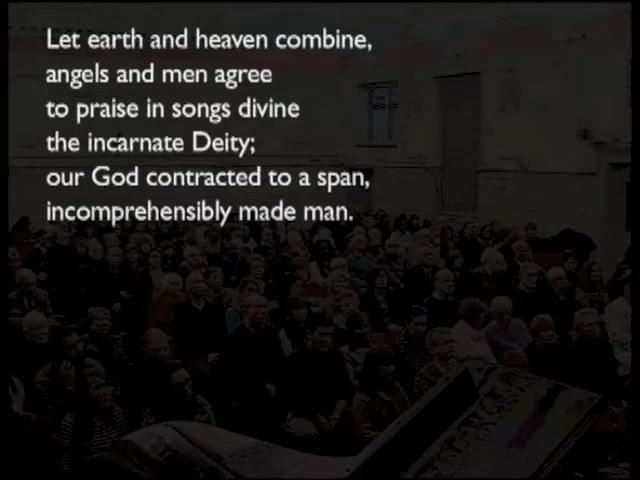 Let earth and heaven combine,
angels and men agree
to praise in songs divine
the incarnate Deity;
our God contracted to a span,
incomprehensibly made man.